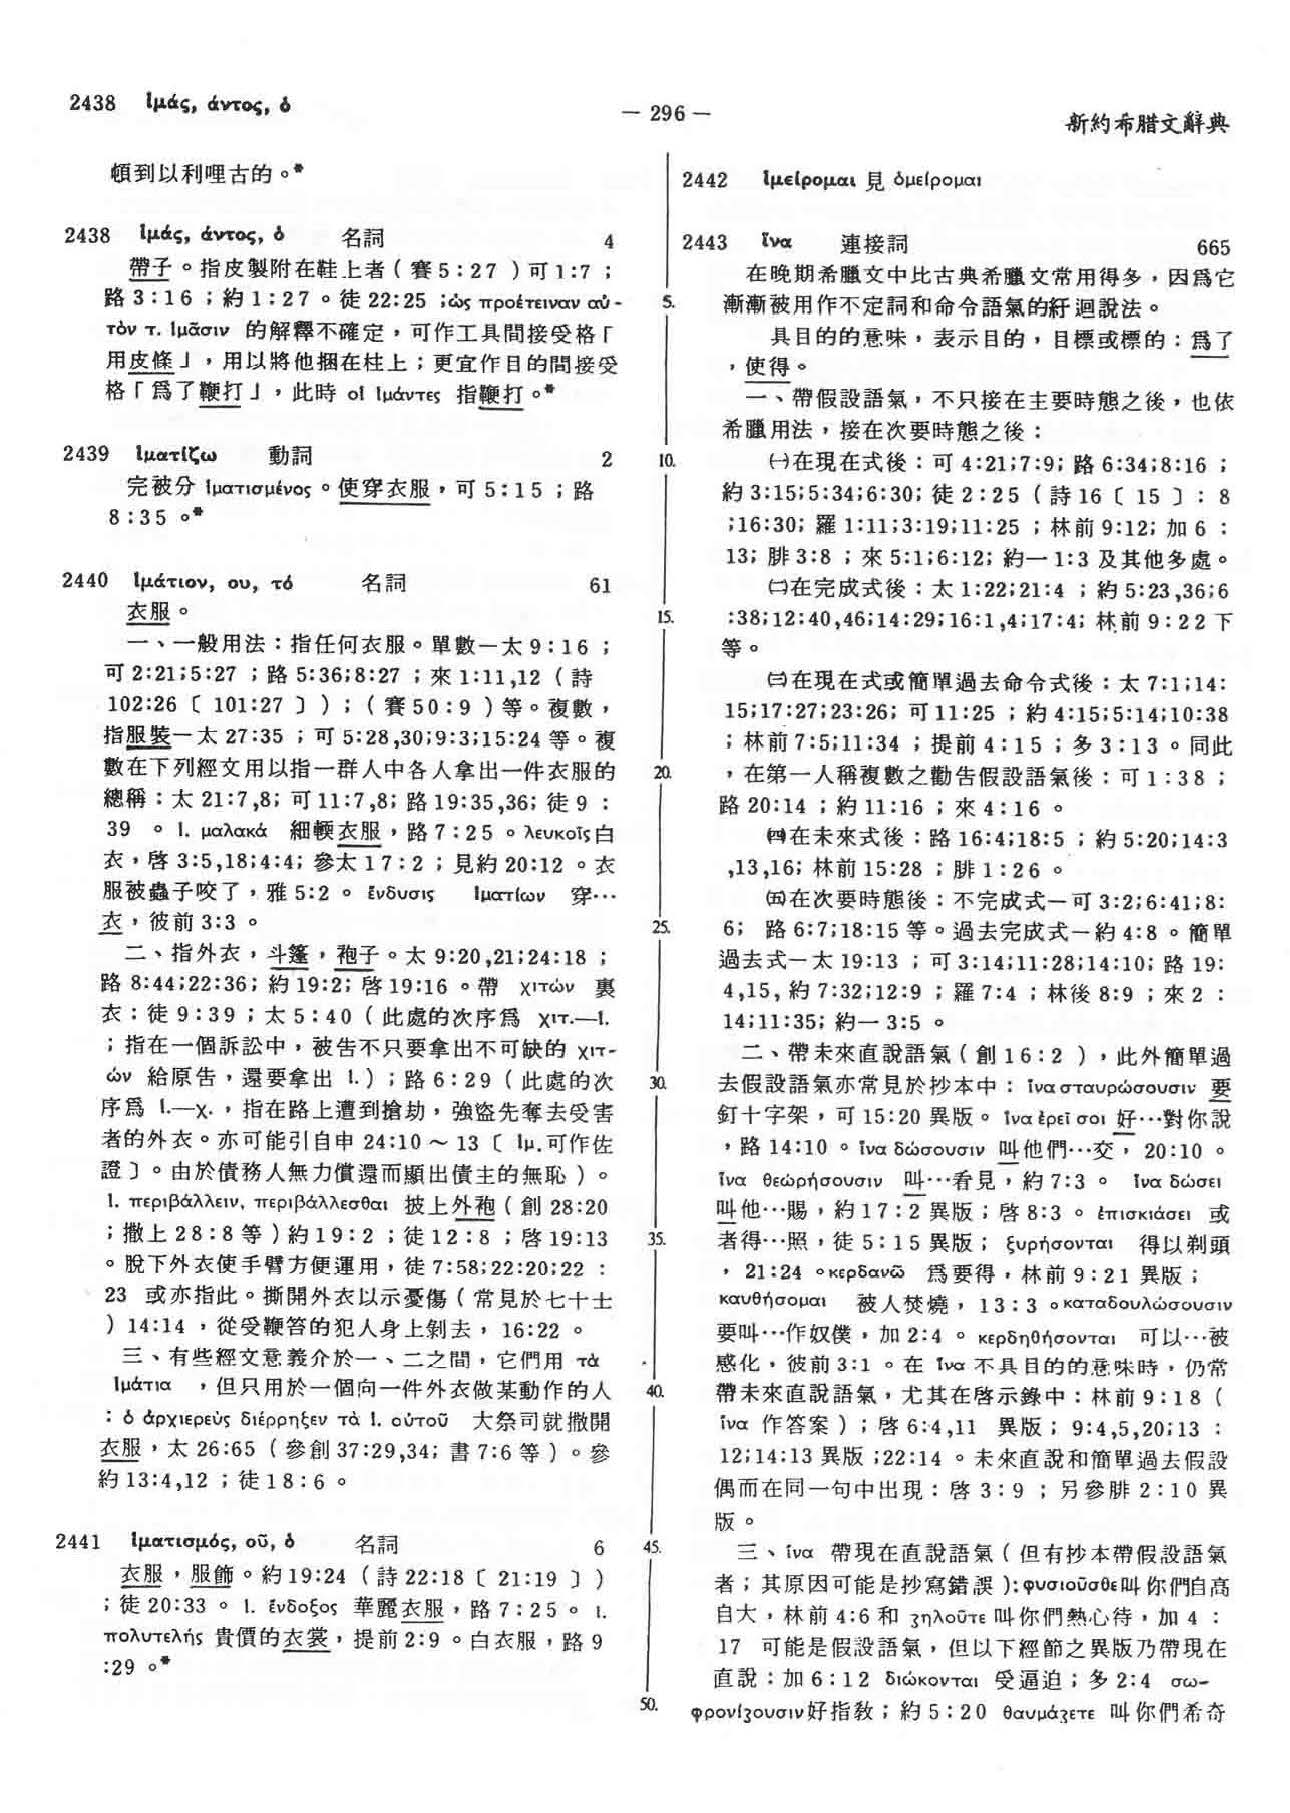 2438 ἱμάς, άντος, ὁ
— 296 —
新約希腊文辭典
頓到以利哩古的。*
2438 ἱμάς, άντος, ὁ 名詞 4
帶子。指皮製附在鞋上者(賽5:27)可1:7;
路3:16;約1:27。徒22:25;ὡς προέτειναν αὐ-
τὸν τ. ἱμᾶσιν 的解釋不確定,可作工具間接受格「
用皮條」,用以將他捆在柱上;更宜作目的間接受
格「爲了鞭打」,此時 οἱ ἱμάντες 指鞭打。*
2439 ἱματίζω 動詞 2
完被分 ἱματισμένος。使穿衣服,可5:15;路
8:35。*
2440 ἱμάτιον, ου, τό 名詞 61
衣服。
一、一般用法:指任何衣服。單數—太9:16;
可2:21;5:27;路5:36;8:27;來1:11,12(詩
102:26〔101:27〕);(賽50:9)等。複數,
指服裝—太27:35;可5:28,30;9:3;15:24等。複
數在下列經文用以指一群人中各人拿出一件衣服的
總稱:太21:7,8;可11:7,8;路19:35,36;徒9:
39。ἱ. μαλακά 細輭衣服,路7:25。λευκοῖς白
衣,啓3:5,18;4:4;參太17:2;見約20:12。衣
服被蟲子咬了,雅5:2。ἔνδυσις ἱματίων 穿…
衣,彼前3:3。
二、指外衣,斗篷,袍子。太9:20,21;24:18;
路8:44;22:36;約19:2;啓19:16。帶 χιτών 裏
衣:徒9:39;太5:40(此處的次序爲 χιτ.—ἱ.
;指在一個訴訟中,被告不只要拿出不可缺的 χιτ-
ών 給原告,還要拿出 ἱ.);路6:29(此處的次
序爲 ἱ.—χ.,指在路上遭到搶劫,強盜先奪去受害
者的外衣。亦可能引自申24:10～13〔ἱμ.可作佐
證〕。由於債務人無力償還而顯出債主的無恥)。
ἱ. περιβάλλειν, περιβάλλεσθαι 披上外袍(創28:20
;撒上28:8等)約19:2;徒12:8;啓19:13
。脫下外衣使手臂方便運用,徒7:58;22:20;22:
23 或亦指此。撕開外衣以示憂傷(常見於七十士
)14:14,從受鞭笞的犯人身上剝去,16:22。
三、有些經文意義介於一、二之間,它們用 τὰ
ἱμάτια,但只用於一個向一件外衣做某動作的人
:ὁ ἀρχιερεὺς διέρρηξεν τὰ ἱ. αὐτοῦ 大祭司就撒開
衣服,太26:65(參創37:29,34;書7:6等)。參
約13:4,12;徒18:6。
2441 ἱματισμός, οῦ, ὁ 名詞 6
衣服,服飾。約19:24(詩22:18〔21:19〕)
;徒20:33。ἱ. ἔνδοξος 華麗衣服,路7:25。ἱ.
πολυτελής 貴價的衣裳,提前2:9。白衣服,路9
:29。*
5.
10.
15.
20.
25.
30.
35.
40.
45.
50.
2442 ἱμείρομαι 見 ὁμείρομαι
2443 ἵνα 連接詞 665
在晚期希臘文中比古典希臘文常用得多,因爲它
漸漸被用作不定詞和命令語氣的紆迴說法。
具目的的意味,表示目的,目標或標的:爲了
,使得。
一、帶假設語氣,不只接在主要時態之後,也依
希臘用法,接在次要時態之後:
㈠在現在式後:可4:21;7:9;路6:34;8:16;
約3:15;5:34;6:30;徒2:25(詩16〔15〕:8
;16:30;羅1:11;3:19;11:25;林前9:12;加6:
13;腓3:8;來5:1;6:12;約一1:3及其他多處。
㈡在完成式後:太1:22;21:4;約5:23,36;6
:38;12:40,46;14:29;16:1,4;17:4;林前9:22下
等。
㈢在現在式或簡單過去命令式後:太7:1;14:
15;17:27;23:26;可11:25;約4:15;5:14;10:38
;林前7:5;11:34;提前4:15;多3:13。同此
,在第一人稱複數之勸告假設語氣後:可1:38;
路20:14;約11:16;來4:16。
㈣在未來式後:路16:4;18:5;約5:20;14:3
,13,16;林前15:28;腓1:26。
㈤在次要時態後:不完成式—可3:2;6:41;8:
6; 路6:7;18:15等。過去完成式—約4:8。簡單
過去式—太19:13;可3:14;11:28;14:10;路19:
4,15,約7:32;12:9;羅7:4;林後8:9;來2:
14;11:35;約一3:5。
二、帶未來直說語氣(創16:2),此外簡單過
去假設語氣亦常見於抄本中:ἵνα σταυρώσουσιν 要
釘十字架,可15:20異版。ἵνα ἐρεῖ σοι 好…對你說
,路14:10。ἵνα δώσουσιν 叫他們…交,20:10。
ἵνα θεωρήσουσιν 叫…看見,約7:3。ἵνα δώσει
叫他…賜,約17:2異版;啓8:3。ἐπισκιάσει 或
者得…照,徒5:15異版;ξυρήσονται 得以剃頭
,21:24。κερδανῶ 爲要得,林前9:21異版;
καυθήσομαι 被人焚燒,13:3。καταδουλώσουσιν
要叫…作奴僕,加2:4。κερδηθήσονται 可以…被
感化,彼前3:1。在 ἵνα 不具目的的意味時,仍常
帶未來直說語氣,尤其在啓示錄中:林前9:18(
ἵνα 作答案);啓6:4,11 異版;9:4,5,20;13:
12;14:13異版;22:14。未來直說和簡單過去假設
偶而在同一句中出現:啓3:9;另參腓2:10異
版。
三、ἵνα 帶現在直說語氣(但有抄本帶假設語氣
者;其原因可能是抄寫錯誤):φυσιοῦσθε叫你們自高
自大,林前4:6和 ζηλοῦτε 叫你們熱心待,加4:
17 可能是假設語氣,但以下經節之異版乃帶現在
直說:加6:12 διώκονται 受逼迫;多2:4 σω-
φρονίζουσιν好指敎;約5:20 θαυμάζετε 叫你們希奇